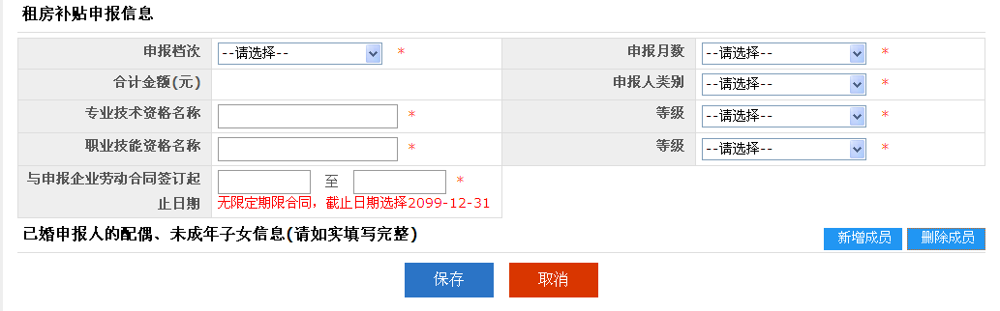 租房补贴申报信息
申报档次 --请选择-- * 申报月数 --请选择-- *
合计金额(元) 申报人类别 --请选择-- *
专业技术资格名称 * 等级 --请选择-- *
职业技能资格名称 * 等级 --请选择-- *
与申报企业劳动合同签订起 至 *
止日期 无限定期限合同，截止日期选择2099-12-31
已婚申报人的配偶、未成年子女信息(请如实填写完整) 新增成员 删除成员
保存 取消